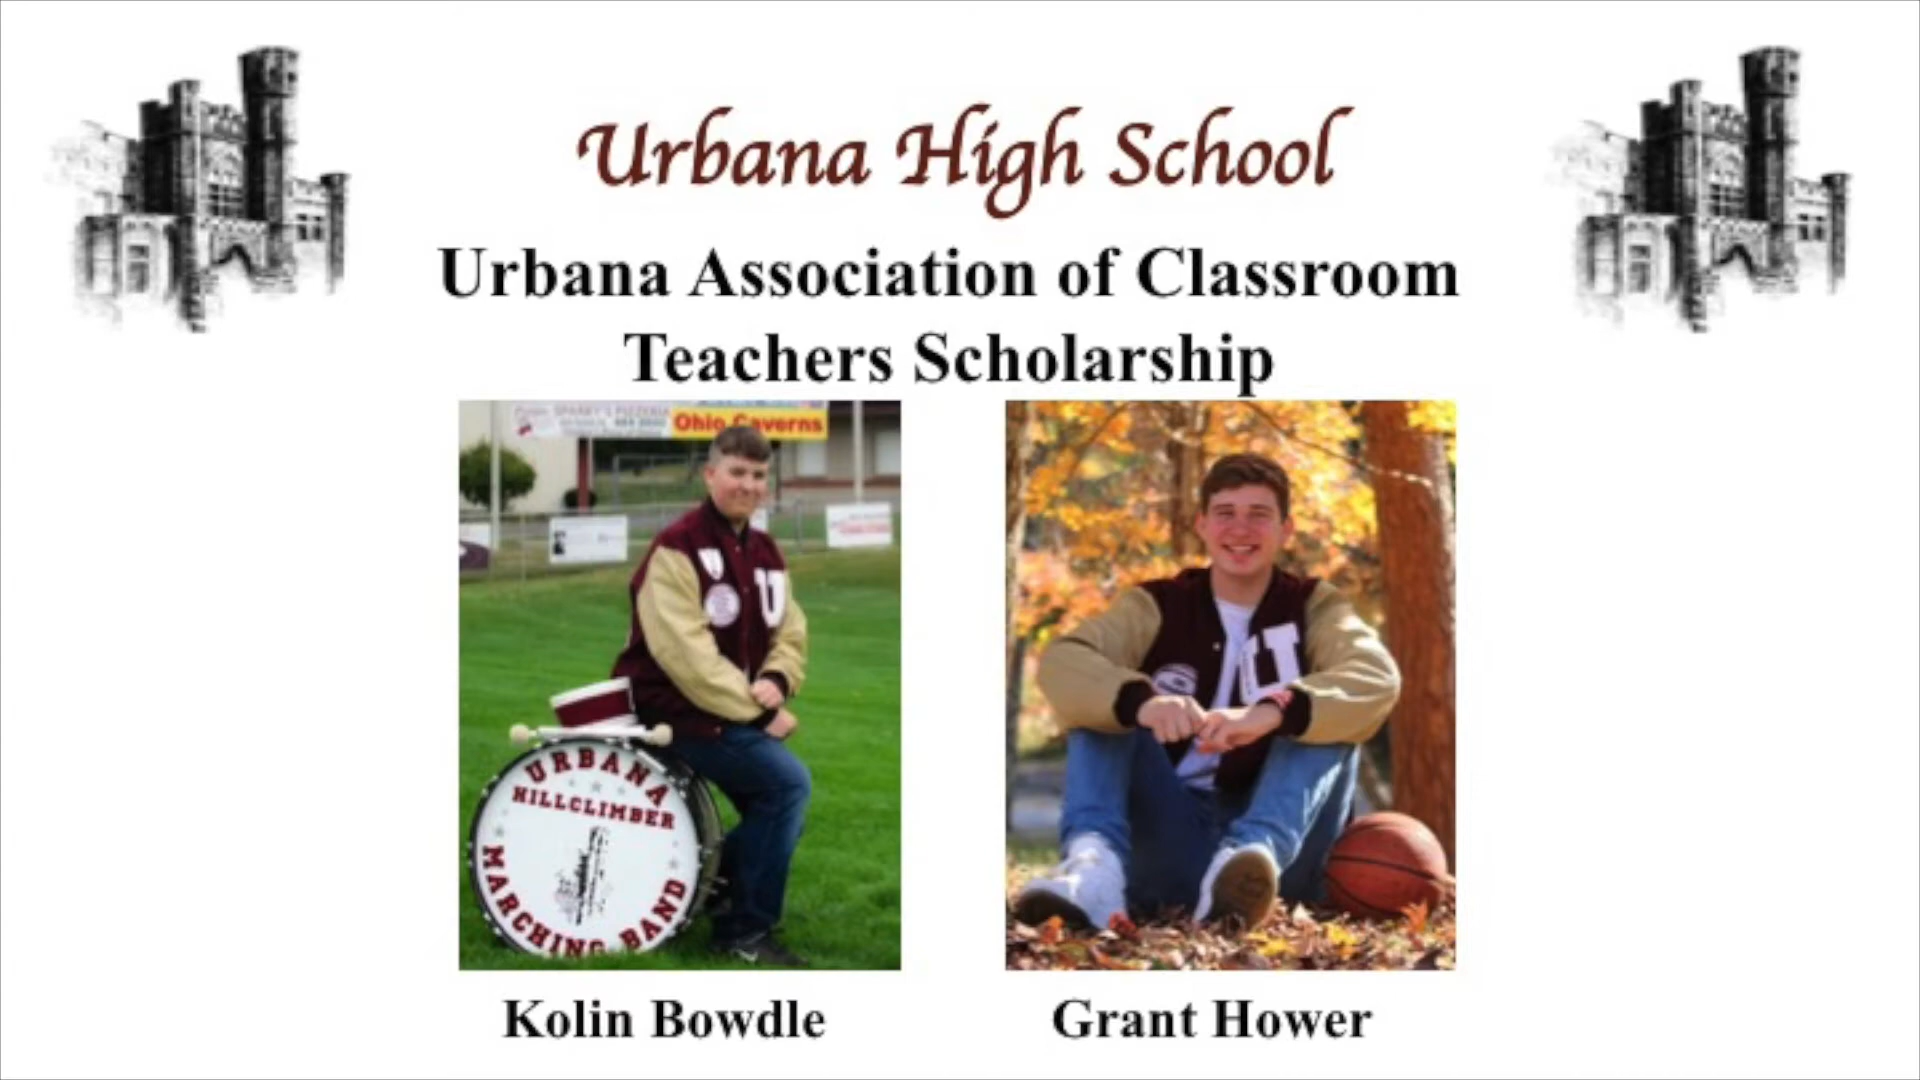 Urbana High School
Urbana Association of Classroom
Teachers Scholarship
Ohio Caverns
U
URBANA
HILLCLIMBER
MARCHING BAND
U
Kolin Bowdle
Grant Hower